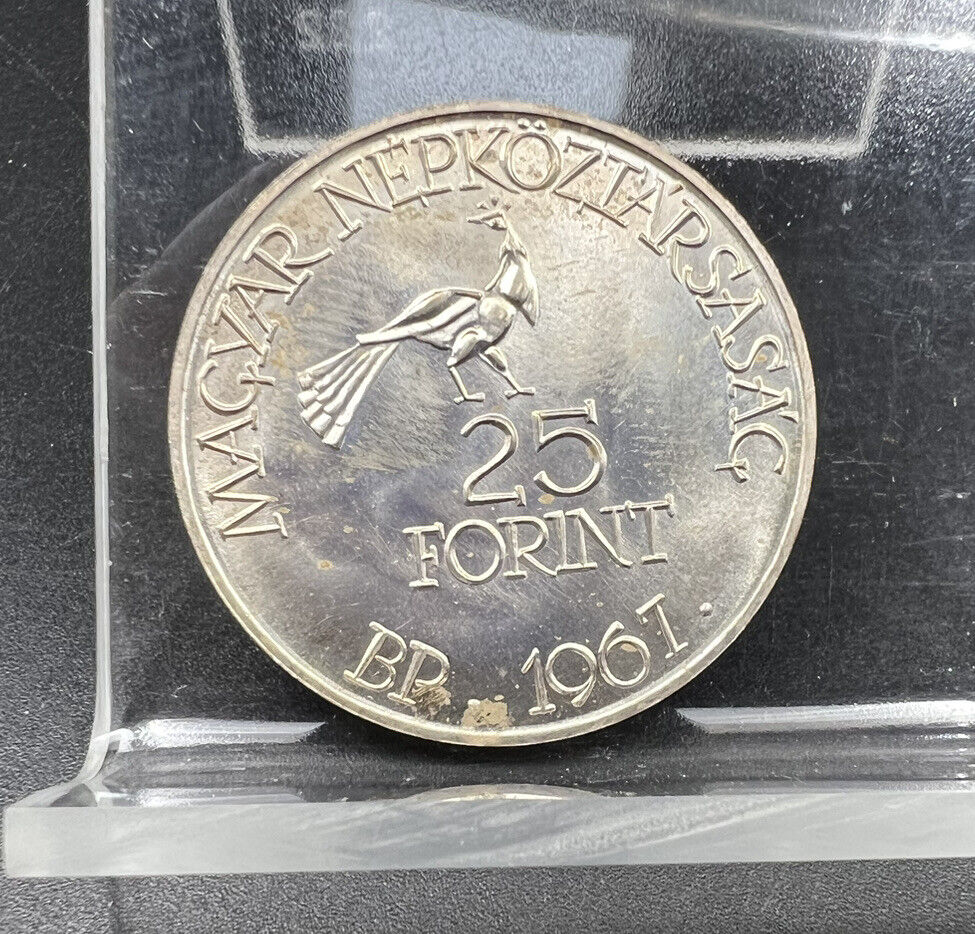 MAGYAR NÉPKÖZTÁRSASÁG
25
FORINT
BP. 1967.